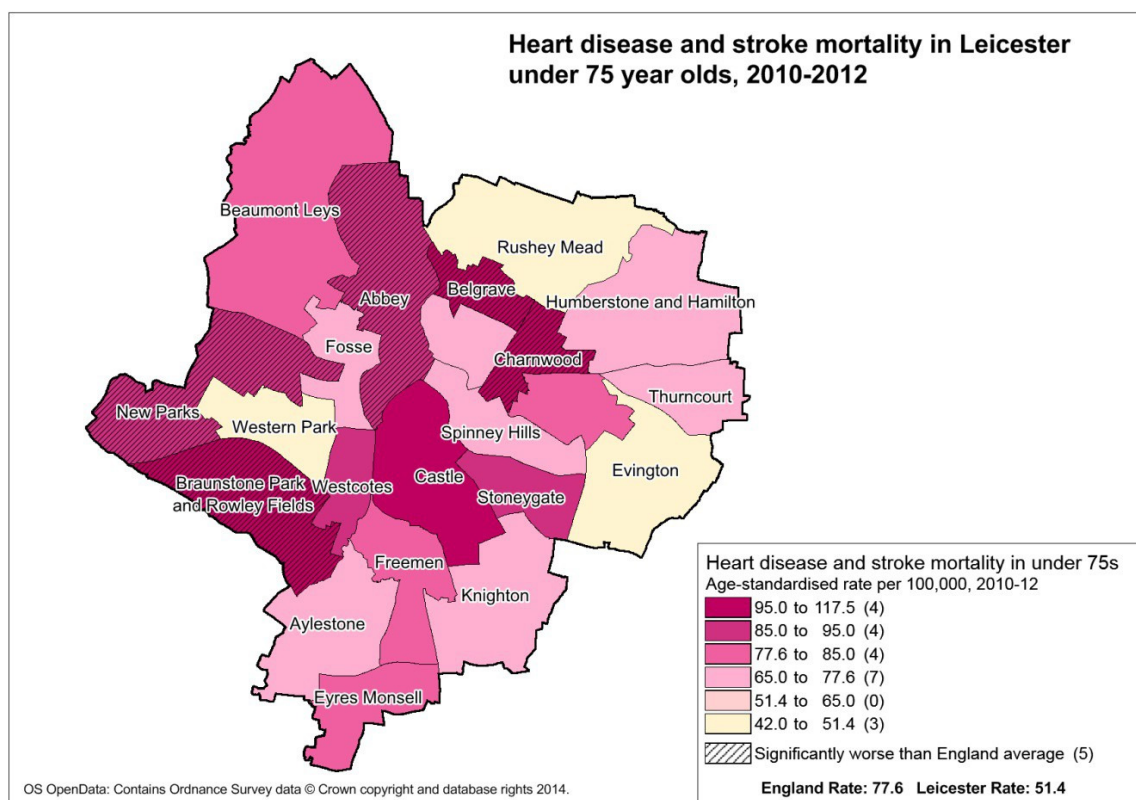 Heart disease and stroke mortality in Leicester
under 75 year olds, 2010-2012
Beaumont Leys
Rushey Mead
Abbey
Belgrave
Humberstone and Hamilton
Fosse
Charnwood
Thurncourt
New Parks
Western Park
Spinney Hills
Evington
Braunstone Park
and Rowley Fields
Westcotes
Castle
Stoneygate
Freemen
Knighton
Aylestone
Eyres Monsell
Heart disease and stroke mortality in under 75s
Age-standardised rate per 100,000, 2010-12
95.0 to 117.5 (4)
85.0 to 95.0 (4)
77.6 to 85.0 (4)
65.0 to 77.6 (7)
51.4 to 65.0 (0)
42.0 to 51.4 (3)
Significantly worse than England average (5)
England Rate: 77.6 Leicester Rate: 51.4
OS OpenData: Contains Ordnance Survey data © Crown copyright and database rights 2014.